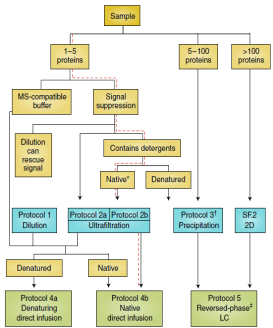 Sample
1–5
proteins
5–100
proteins
>100
proteins
MS-compatible
buffer
Signal
suppression
Dilution
can
rescue
signal
Contains detergents
Native*
Denatured
Protocol 1
Dilution
Protocol 2a
Protocol 2b
Ultrafiltration
Protocol 3†
Precipitation
SF.2
2D
Denatured
Native
Protocol 4a
Denaturing
direct infusion
Protocol 4b
Native
direct infusion
Protocol 5
Reversed-phase‡
LC